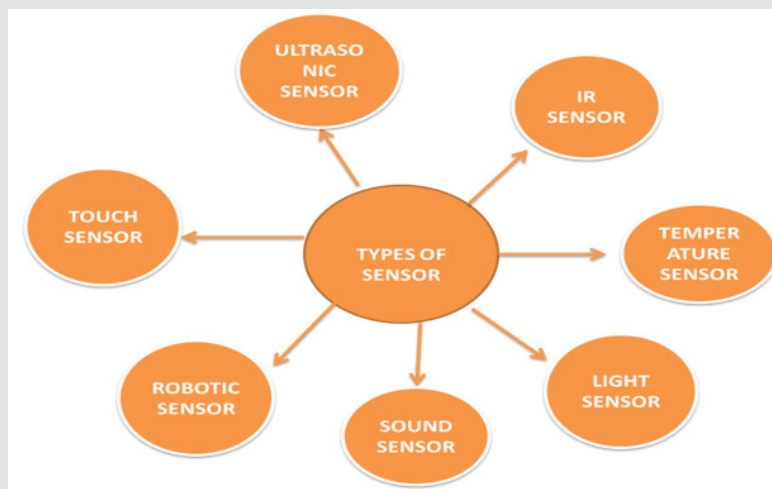 ULTRASO
NIC
SENSOR
IR
SENSOR
TOUCH
SENSOR
TYPES OF
SENSOR
TEMPER
ATURE
SENSOR
ROBOTIC
SENSOR
SOUND
SENSOR
LIGHT
SENSOR